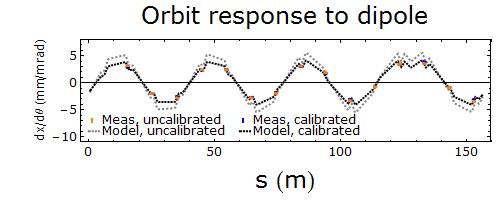 Orbit response to dipole
dx/dθ (mm/mrad)
5
0
−5
−10
Meas, uncalibrated
Meas, calibrated
Model, uncalibrated
Model, calibrated
0 50 100 150
s (m)